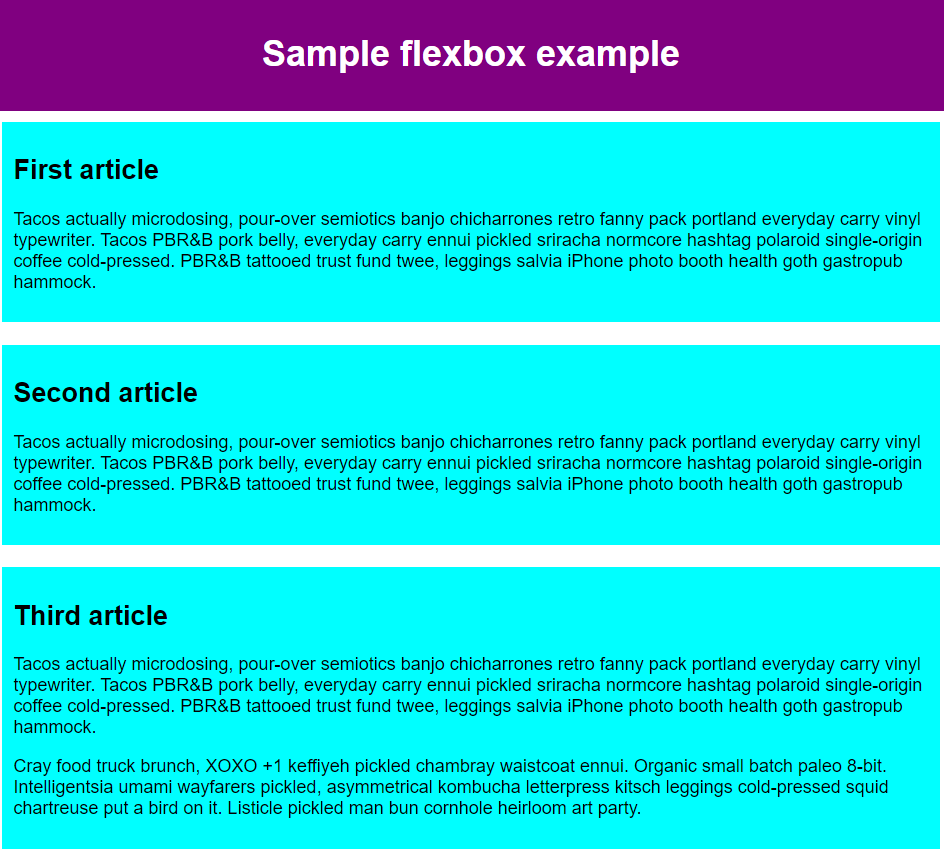 Sample flexbox example
First article
Tacos actually microdosing, pour-over semiotics banjo chicharrones retro fanny pack portland everyday carry vinyl
typewriter. Tacos PBR&B pork belly, everyday carry ennui pickled sriracha normcore hashtag polaroid single-origin
coffee cold-pressed. PBR&B tattooed trust fund twee, leggings salvia iPhone photo booth health goth gastropub
hammock.
Second article
Tacos actually microdosing, pour-over semiotics banjo chicharrones retro fanny pack portland everyday carry vinyl
typewriter. Tacos PBR&B pork belly, everyday carry ennui pickled sriracha normcore hashtag polaroid single-origin
coffee cold-pressed. PBR&B tattooed trust fund twee, leggings salvia iPhone photo booth health goth gastropub
hammock.
Third article
Tacos actually microdosing, pour-over semiotics banjo chicharrones retro fanny pack portland everyday carry vinyl
typewriter. Tacos PBR&B pork belly, everyday carry ennui pickled sriracha normcore hashtag polaroid single-origin
coffee cold-pressed. PBR&B tattooed trust fund twee, leggings salvia iPhone photo booth health goth gastropub
hammock.
Cray food truck brunch, XOXO +1 keffiyeh pickled chambray waistcoat ennui. Organic small batch paleo 8-bit.
Intelligentsia umami wayfarers pickled, asymmetrical kombucha letterpress kitsch leggings cold-pressed squid
chartreuse put a bird on it. Listicle pickled man bun cornhole heirloom art party.